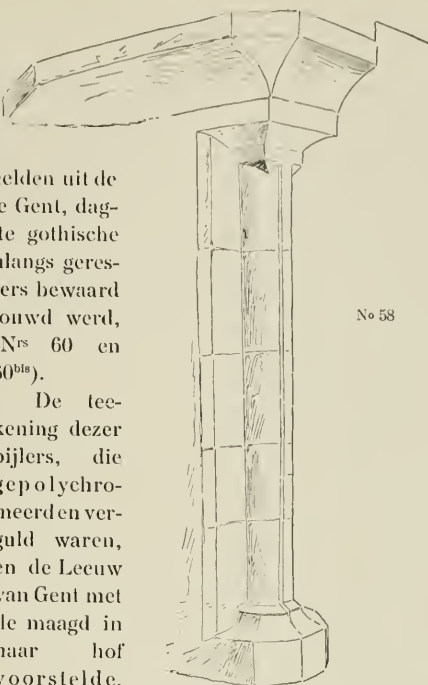 elden uit de
e Gent, dag-
te gothische
nlangs geres-
ers bewaard
ouwd werd,
Nrs 60 en
60bis).
De tee-
kening dezer
pijlers, die
gepolychro-
meerd en ver-
guld waren,
en de Leeuw
van Gent met
le maagd in
haar hof
voorstelde,
No 58